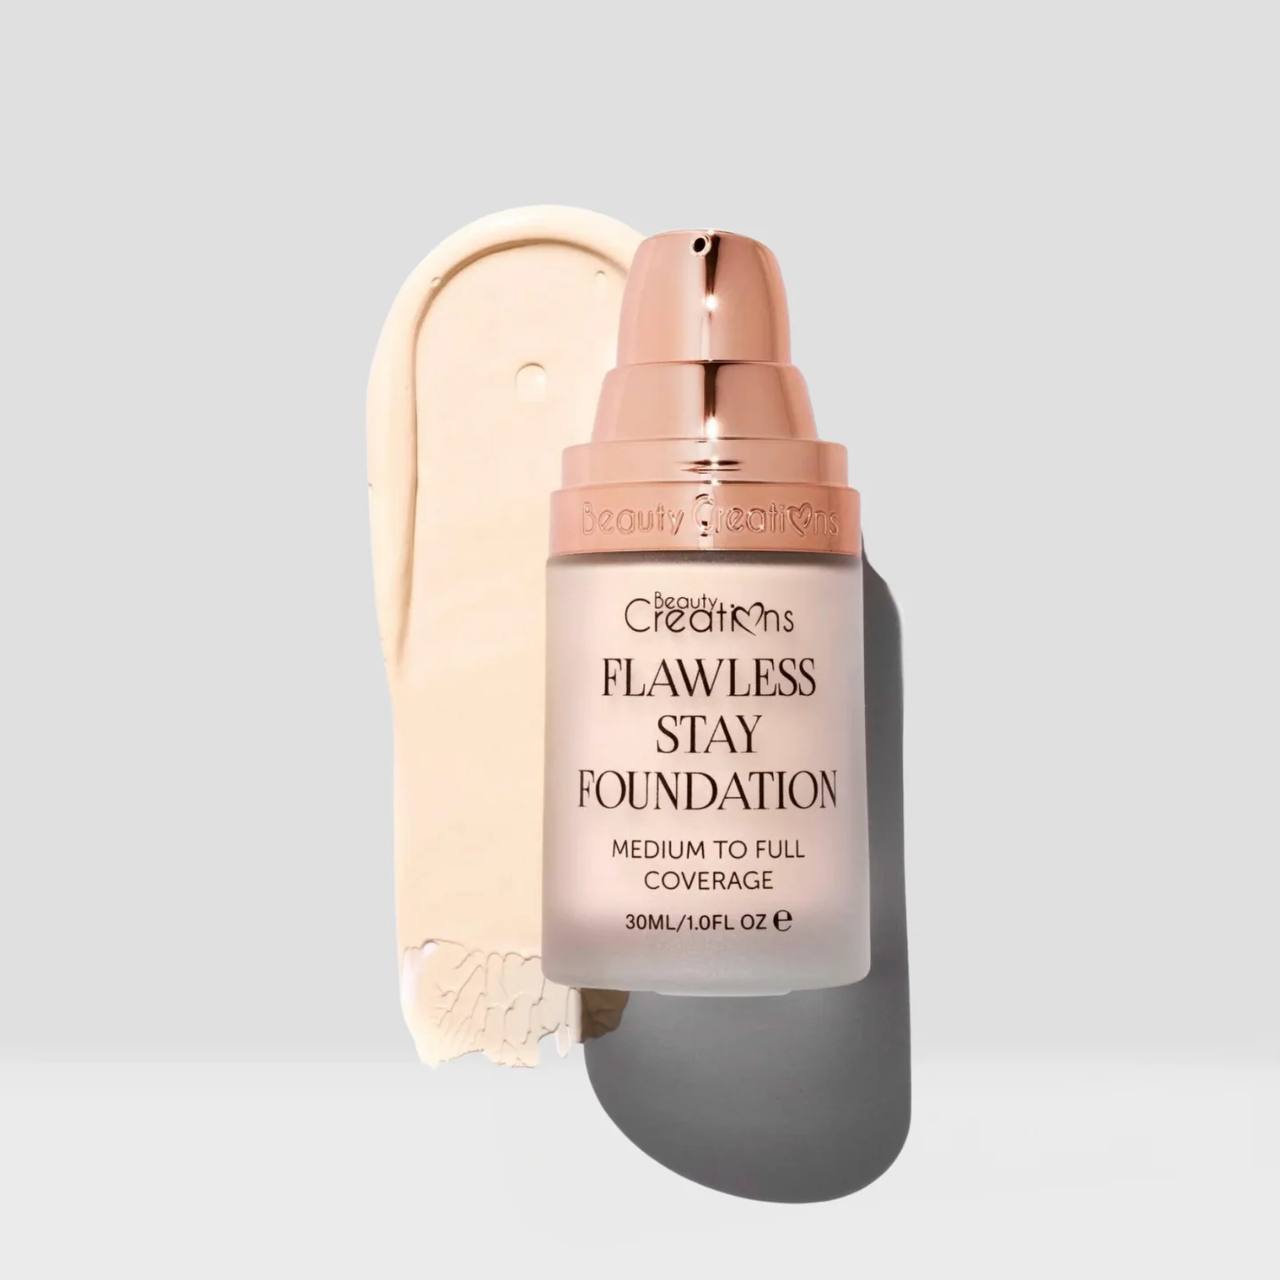 Beauty Creations
Beauty
Creations
FLAWLESS
STAY
FOUNDATION
MEDIUM TO FULL
COVERAGE
30ML/1.0FL OZ ℮